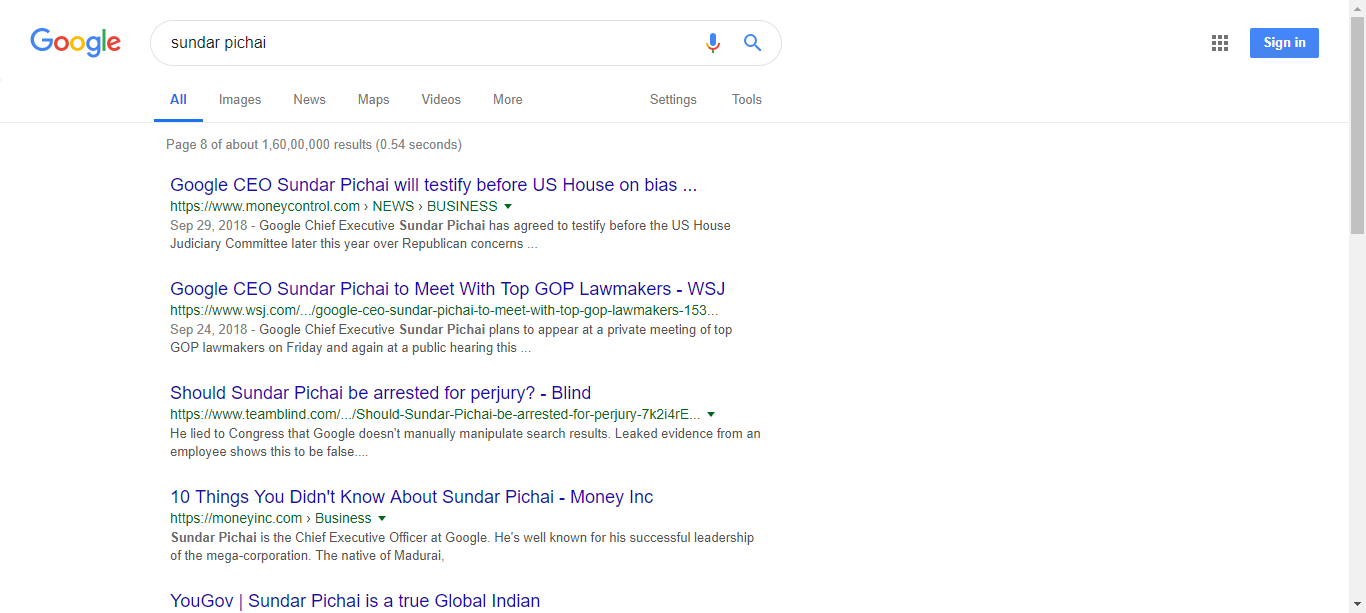 Google
sundar pichai
Sign in
All Images News Maps Videos More Settings Tools
Page 8 of about 1,60,00,000 results (0.54 seconds)
Google CEO Sundar Pichai will testify before US House on bias ...
https://www.moneycontrol.com › NEWS › BUSINESS
Sep 29, 2018 - Google Chief Executive Sundar Pichai has agreed to testify before the US House
Judiciary Committee later this year over Republican concerns ...
Google CEO Sundar Pichai to Meet With Top GOP Lawmakers - WSJ
https://www.wsj.com/.../google-ceo-sundar-pichai-to-meet-with-top-gop-lawmakers-153...
Sep 24, 2018 - Google Chief Executive Sundar Pichai plans to appear at a private meeting of top
GOP lawmakers on Friday and again at a public hearing this ...
Should Sundar Pichai be arrested for perjury? - Blind
https://www.teamblind.com/.../Should-Sundar-Pichai-be-arrested-for-perjury-7k2i4rE...
He lied to Congress that Google doesn't manually manipulate search results. Leaked evidence from an
employee shows this to be false....
10 Things You Didn't Know About Sundar Pichai - Money Inc
https://moneyinc.com › Business
Sundar Pichai is the Chief Executive Officer at Google. He's well known for his successful leadership
of the mega-corporation. The native of Madurai,
YouGov | Sundar Pichai is a true Global Indian